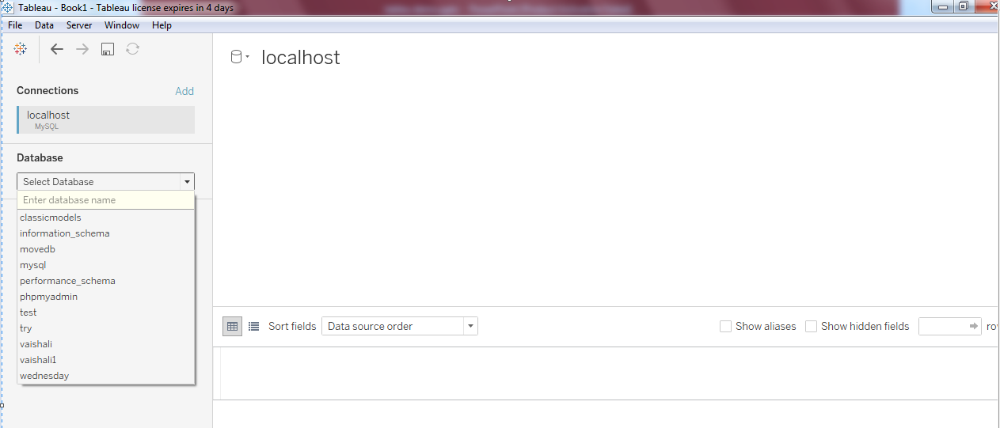 Tableau - Book1 - Tableau license expires in 4 days
File Data Server Window Help
localhost
Connections Add
localhost
MySQL
Database
Select Database
Enter database name
classicmodels
information_schema
movedb
mysql
performance_schema
phpmyadmin
test
try
vaishali
vaishali1
wednesday
Sort fields Data source order Show aliases Show hidden fields